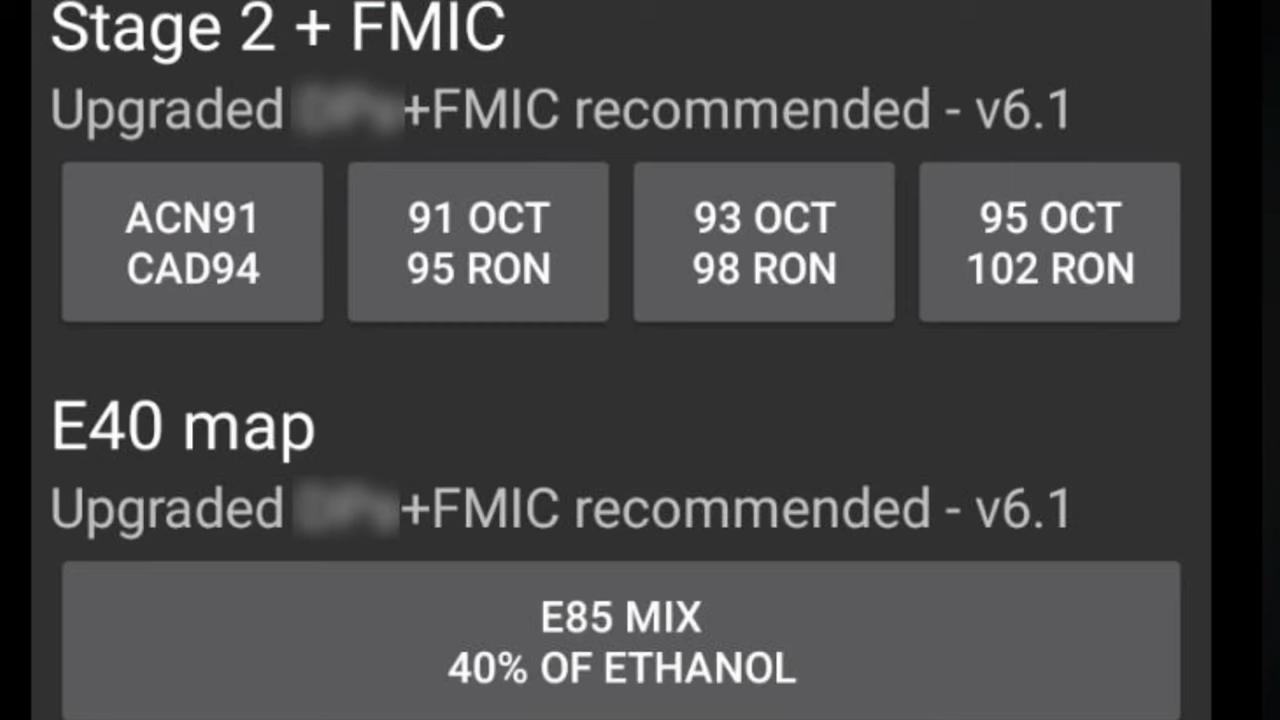 Stage 2 + FMIC
Upgraded +FMIC recommended - v6.1
ACN91
CAD94
91 OCT
95 RON
93 OCT
98 RON
95 OCT
102 RON
E40 map
Upgraded +FMIC recommended - v6.1
E85 MIX
40% OF ETHANOL